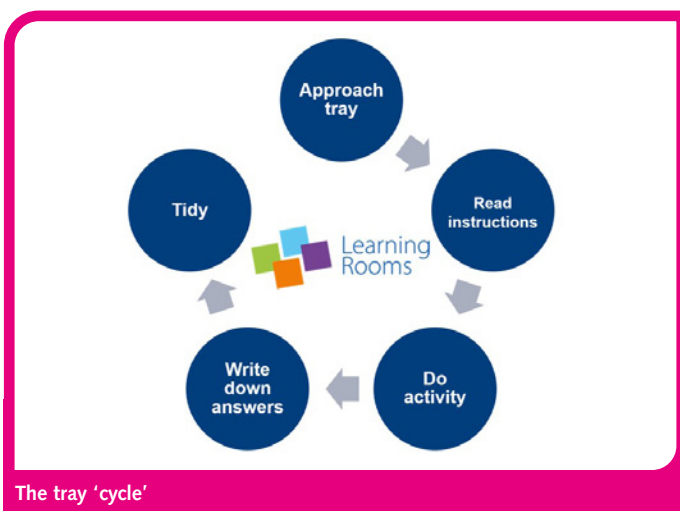 Approach
tray
Read
instructions
Do
activity
Write
down
answers
Tidy
Learning
Rooms
The tray ‘cycle’